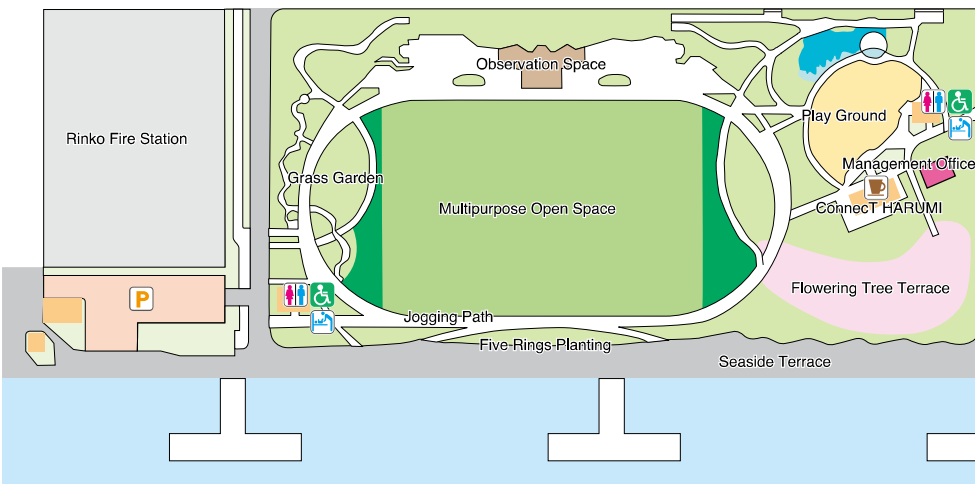 Observation Space
Play Ground
Rinko Fire Station
Management Office
Grass Garden
ConnecT HARUMI
Multipurpose Open Space
Flowering Tree Terrace
P
Jogging Path
Five Rings Planting
Seaside Terrace